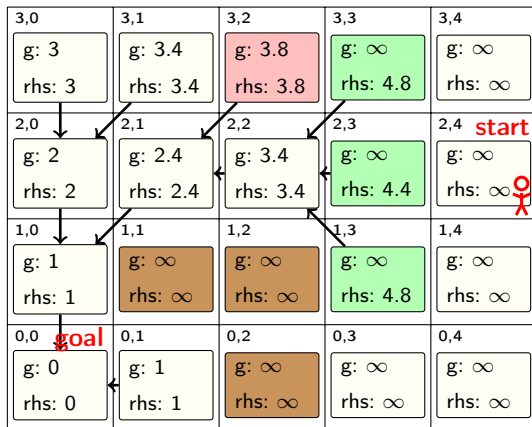 3,0 3,1 3,2 3,3 3,4
g: 3 g: 3.4 g: 3.8 g: ∞ g: ∞
rhs: 3 rhs: 3.4 rhs: 3.8 rhs: 4.8 rhs: ∞
2,0 2,1 2,2 2,3 2,4 start
g: 2 g: 2.4 g: 3.4 g: ∞ g: ∞
rhs: 2 rhs: 2.4 rhs: 3.4 rhs: 4.4 rhs: ∞
1,0 1,1 1,2 1,3 1,4
g: 1 g: ∞ g: ∞ g: ∞ g: ∞
rhs: 1 rhs: ∞ rhs: ∞ rhs: 4.8 rhs: ∞
0,0 goal 0,1 0,2 0,3 0,4
g: 0 g: 1 g: ∞ g: ∞ g: ∞
rhs: 0 rhs: 1 rhs: ∞ rhs: ∞ rhs: ∞